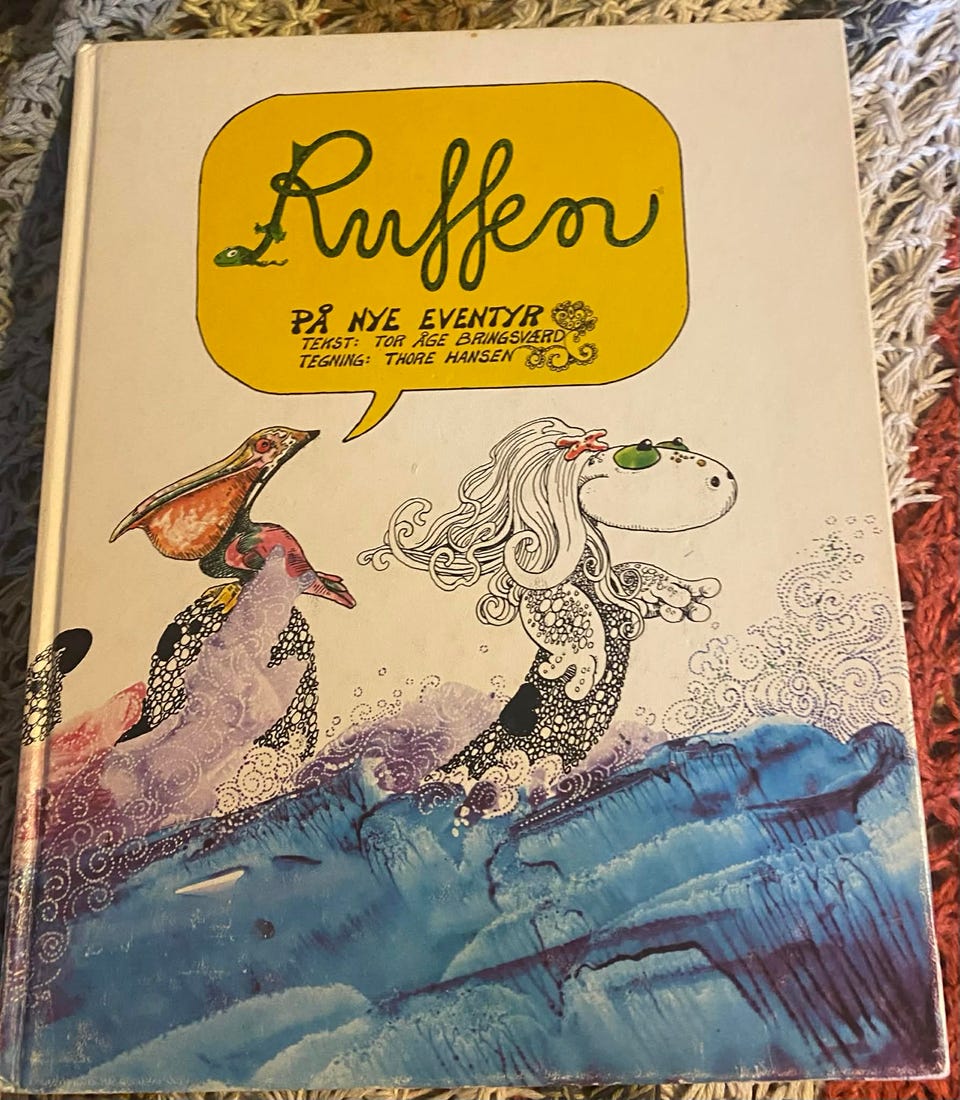 Ruffen
PÅ NYE EVENTYR
TEKST: TOR ÅGE BRINGSVÆRD
TEGNING: THORE HANSEN